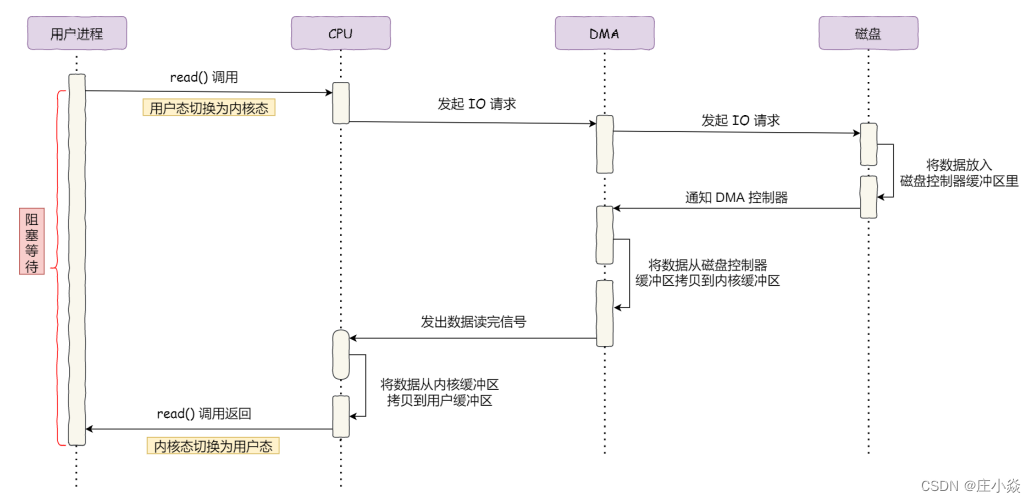 用户进程
CPU
DMA
磁盘
read() 调用
用户态切换为内核态
发起 IO 请求
发起 IO 请求
将数据放入
磁盘控制器缓冲区里
通知 DMA 控制器
阻
塞
等
待
将数据从磁盘控制器
缓冲区拷贝到内核缓冲区
发出数据读完信号
将数据从内核缓冲区
拷贝到用户缓冲区
read() 调用返回
内核态切换为用户态
CSDN @庄小焱